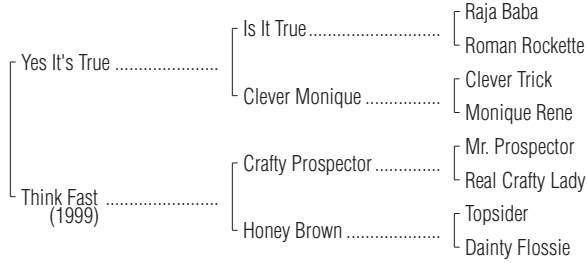 Raja Baba
Is It True
Roman Rockette
Yes It's True
Clever Trick
Clever Monique
Monique Rene
Mr. Prospector
Crafty Prospector
Real Crafty Lady
Think Fast
(1999)
Topsider
Honey Brown
Dainty Flossie